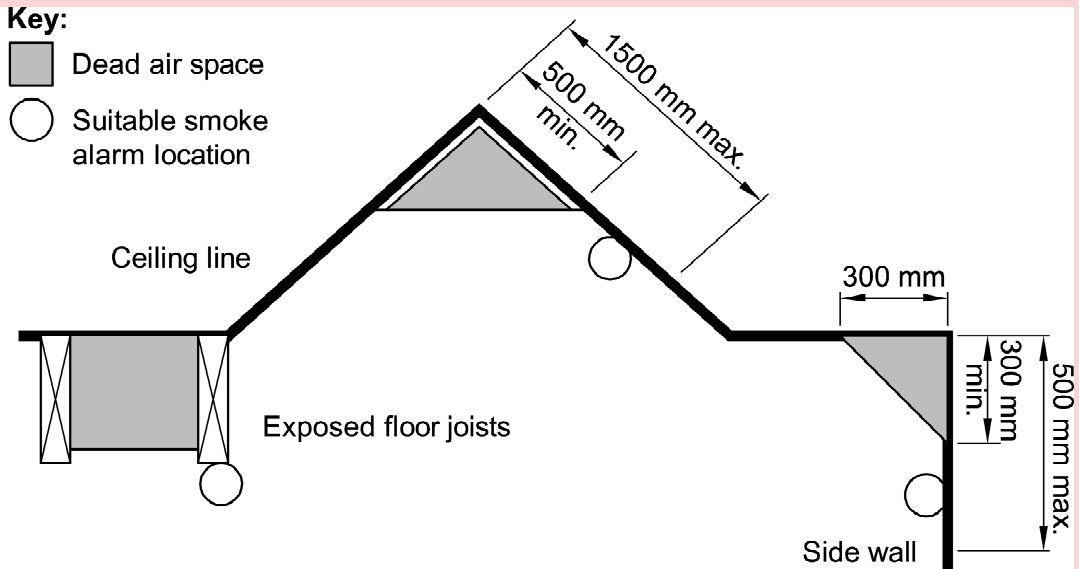 Key:
Dead air space
Suitable smoke
alarm location
1500 mm max.
500 mm
min.
Ceiling line
300 mm
300 mm
min.
500 mm max.
Exposed floor joists
Side wall